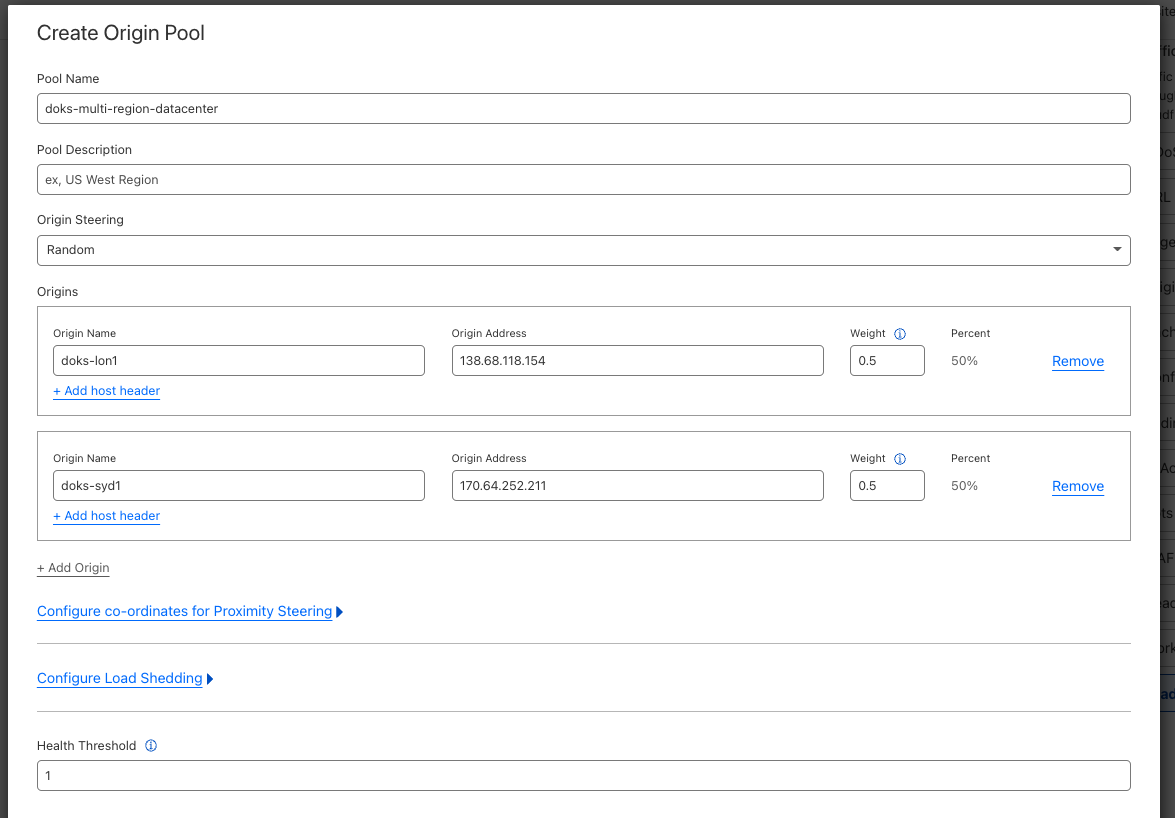 Create Origin Pool
Pool Name
doks-multi-region-datacenter
Pool Description
ex, US West Region
Origin Steering
Random
Origins
Origin Name Origin Address Weight Percent
doks-lon1 138.68.118.154 0.5 50% Remove
+ Add host header
Origin Name Origin Address Weight Percent
doks-syd1 170.64.252.211 0.5 50% Remove
+ Add host header
+ Add Origin
Configure co-ordinates for Proximity Steering
Configure Load Shedding
Health Threshold
1